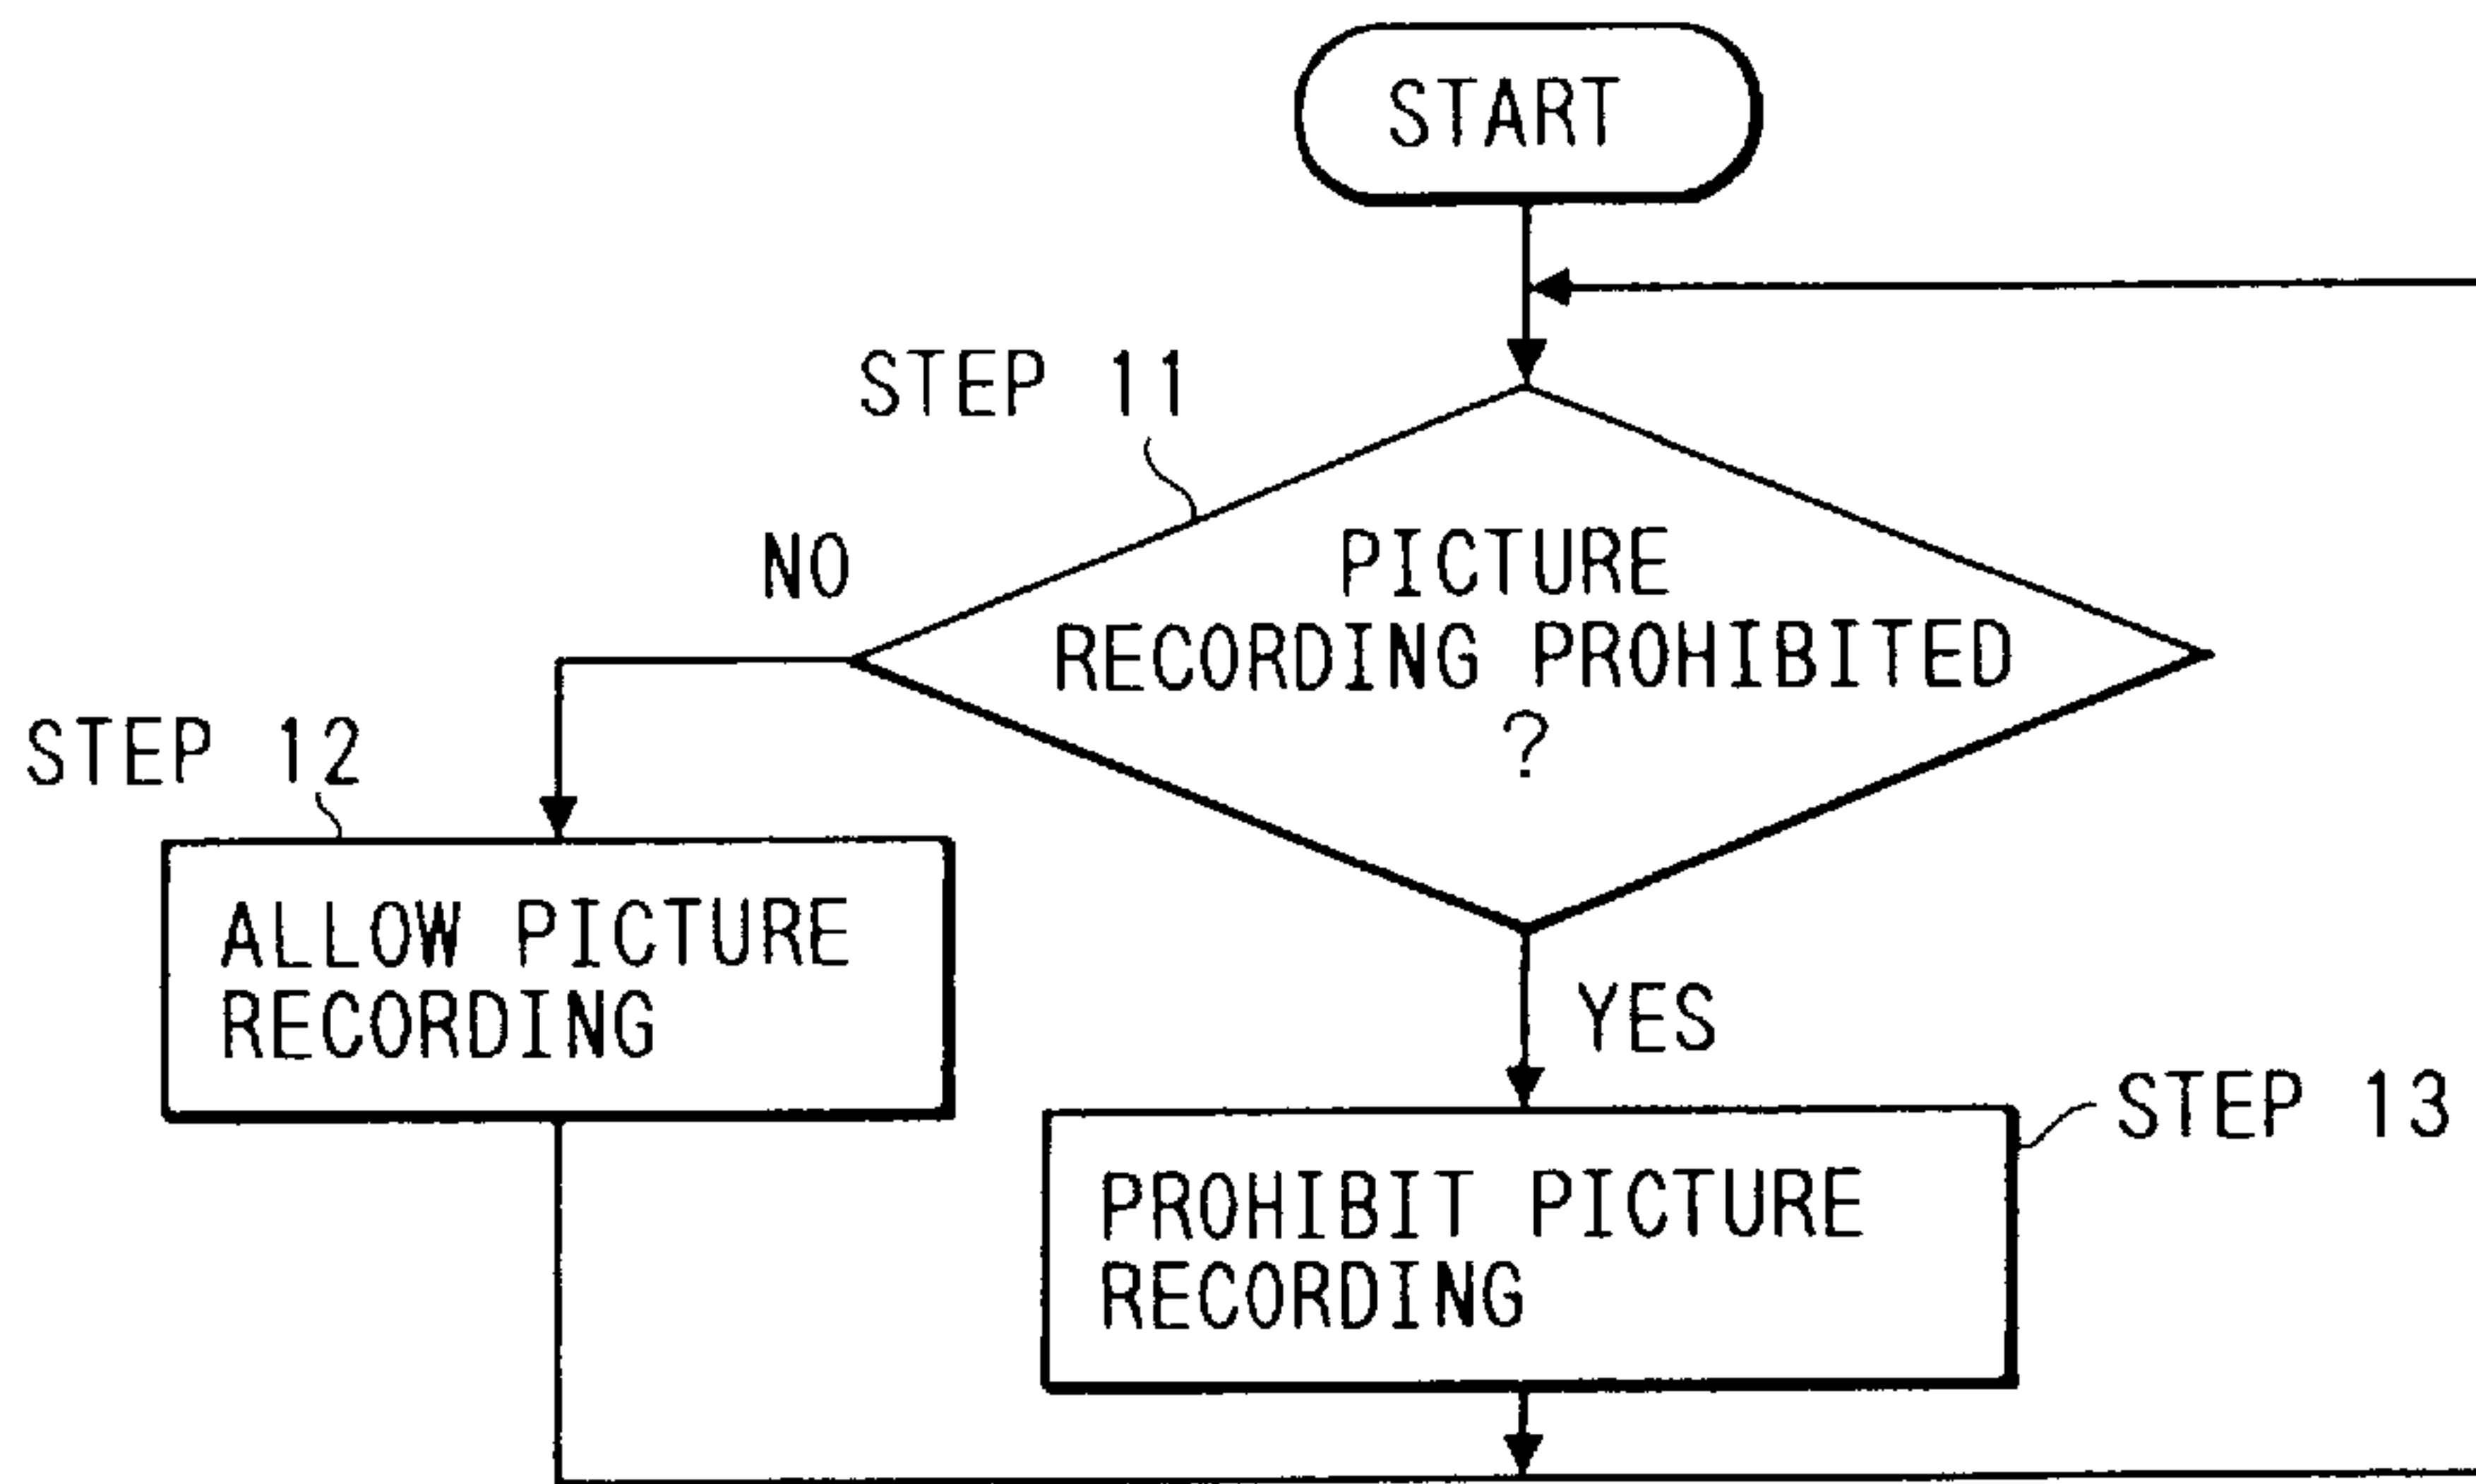 START
STEP 11
NO
PICTURE
RECORDING PROHIBITED
?
STEP 12
ALLOW PICTURE
RECORDING
YES
STEP 13
PROHIBIT PICTURE
RECORDING